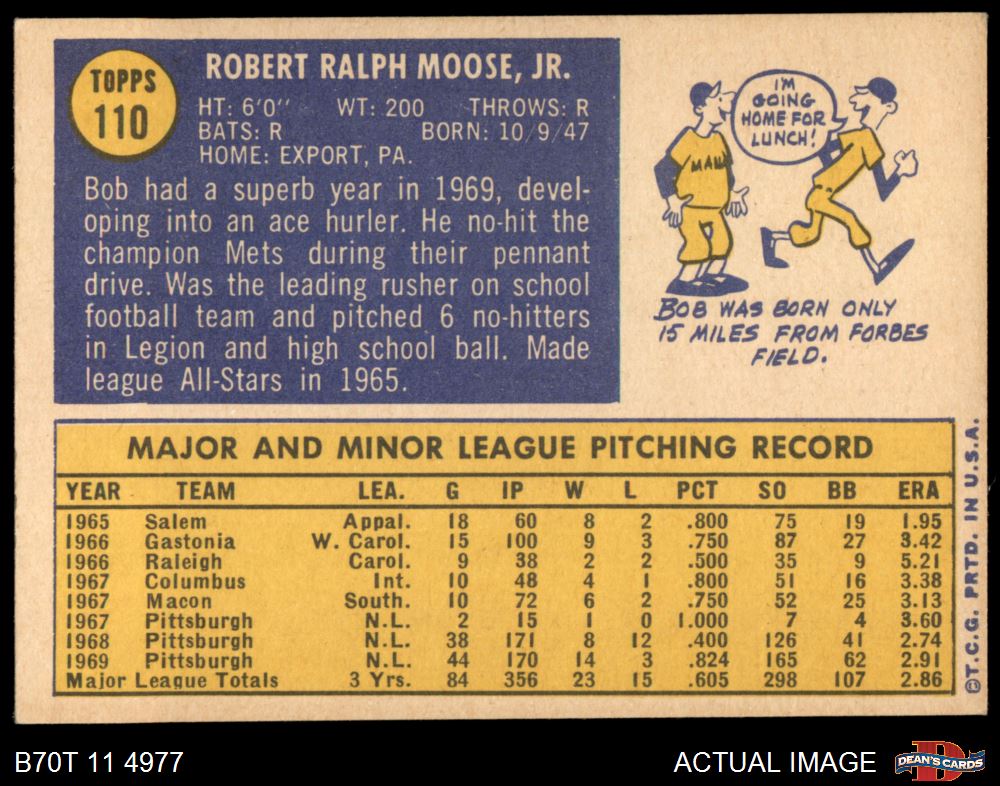 TOPPS
110
ROBERT RALPH MOOSE, JR.
HT: 6'0" WT: 200 THROWS: R
BATS: R BORN: 10/9/47
HOME: EXPORT, PA.
Bob had a superb year in 1969, devel-
oping into an ace hurler. He no-hit the
champion Mets during their pennant
drive. Was the leading rusher on school
football team and pitched 6 no-hitters
in Legion and high school ball. Made
league All-Stars in 1965.
I'M
GOING
HOME FOR
LUNCH!
BOB WAS BORN ONLY
15 MILES FROM FORBES
FIELD.
MAJOR AND MINOR LEAGUE PITCHING RECORD
YEAR TEAM LEA. G IP W L PCT SO BB ERA
1965 Salem Appal. 18 60 8 2 .800 75 19 1.95
1966 Gastonia W. Carol. 15 100 9 3 .750 87 27 3.42
1966 Raleigh Carol. 9 38 2 2 .500 35 9 5.21
1967 Columbus Int. 10 48 4 1 .800 51 16 3.38
1967 Macon South. 10 72 6 2 .750 52 25 3.13
1967 Pittsburgh N.L. 2 15 1 0 1.000 7 4 3.60
1968 Pittsburgh N.L. 38 171 8 12 .400 126 41 2.74
1969 Pittsburgh N.L. 44 170 14 3 .824 165 62 2.91
Major League Totals 3 Yrs. 84 356 23 15 .605 298 107 2.86
©T.C.G. PRTD. IN U.S.A.
B70T 11 4977
ACTUAL IMAGE
D
DEAN'S CARDS